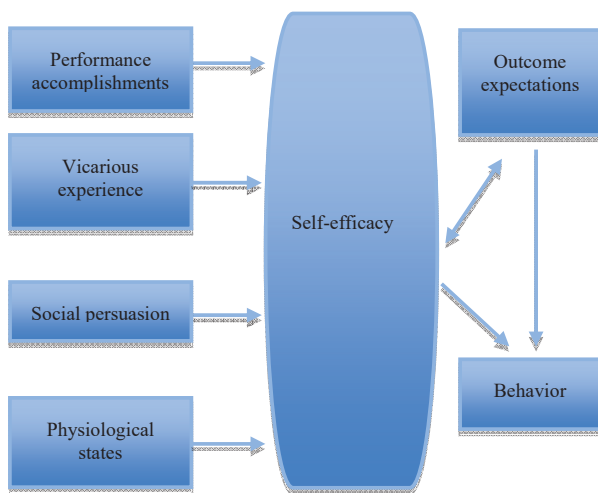 Performance
accomplishments
Vicarious
experience
Social persuasion
Physiological
states
Self-efficacy
Outcome
expectations
Behavior